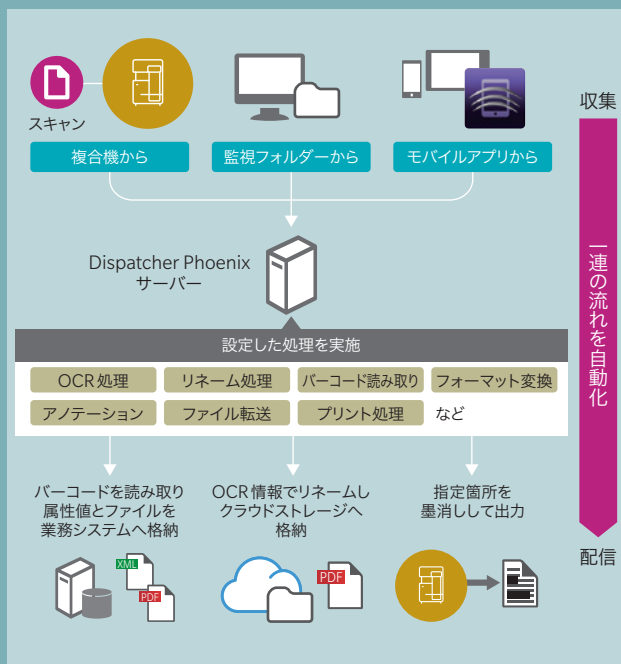 収集
スキャン
複合機から
監視フォルダーから
モバイルアプリから
Dispatcher Phoenix
サーバー
一連の流れを自動化
設定した処理を実施
OCR 処理
リネーム処理
バーコード読み取り
フォーマット変換
アノテーション
ファイル転送
プリント処理
など
バーコードを読み取り
属性値とファイルを
業務システムへ格納
OCR 情報でリネームし
クラウドストレージへ
格納
指定箇所を
墨消しして出力
配信
XML
PDF
PDF